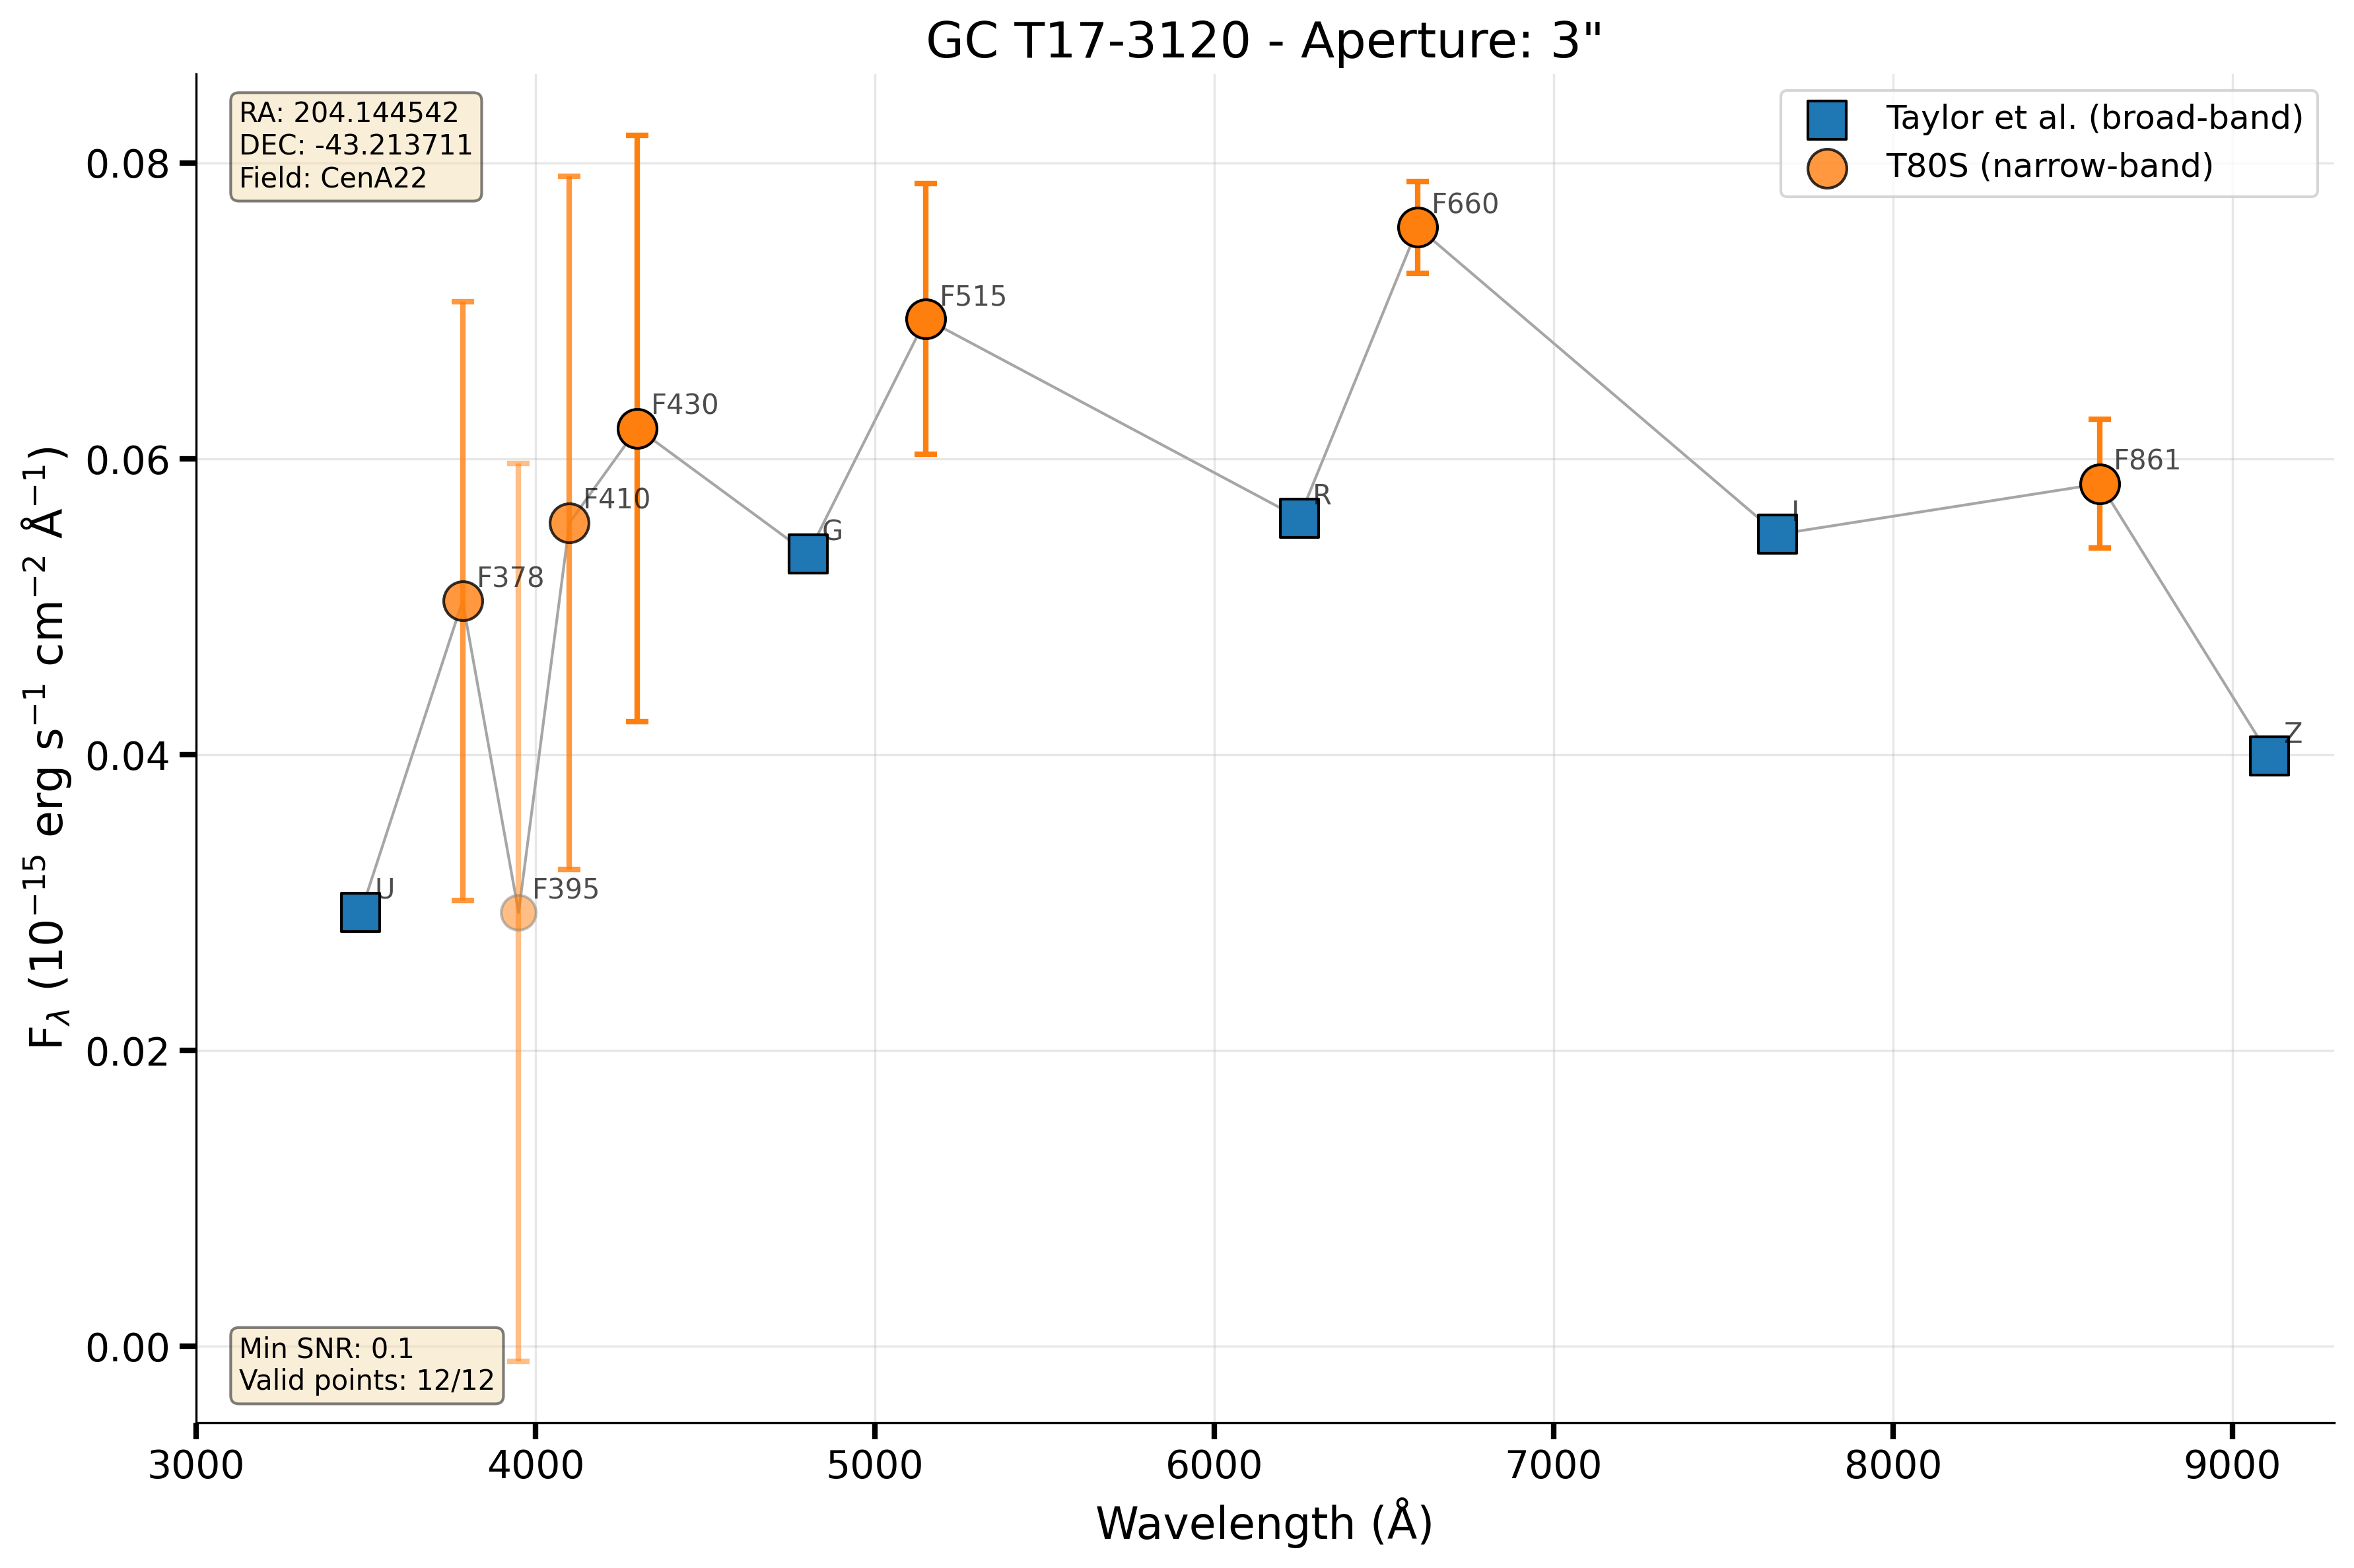 GC T17-3120 - Aperture: 3"
RA: 204.144542
DEC: -43.213711
Field: CenA22
Taylor et al. (broad-band)
T80S (narrow-band)
F660
F515
F430
F861
R
I
F410
G
F378
Z
U
F395
Min SNR: 0.1
Valid points: 12/12
0.08
0.06
0.04
0.02
0.00
F_λ (10⁻¹⁵ erg s⁻¹ cm⁻² Å⁻¹)
3000 4000 5000 6000 7000 8000 9000
Wavelength (Å)